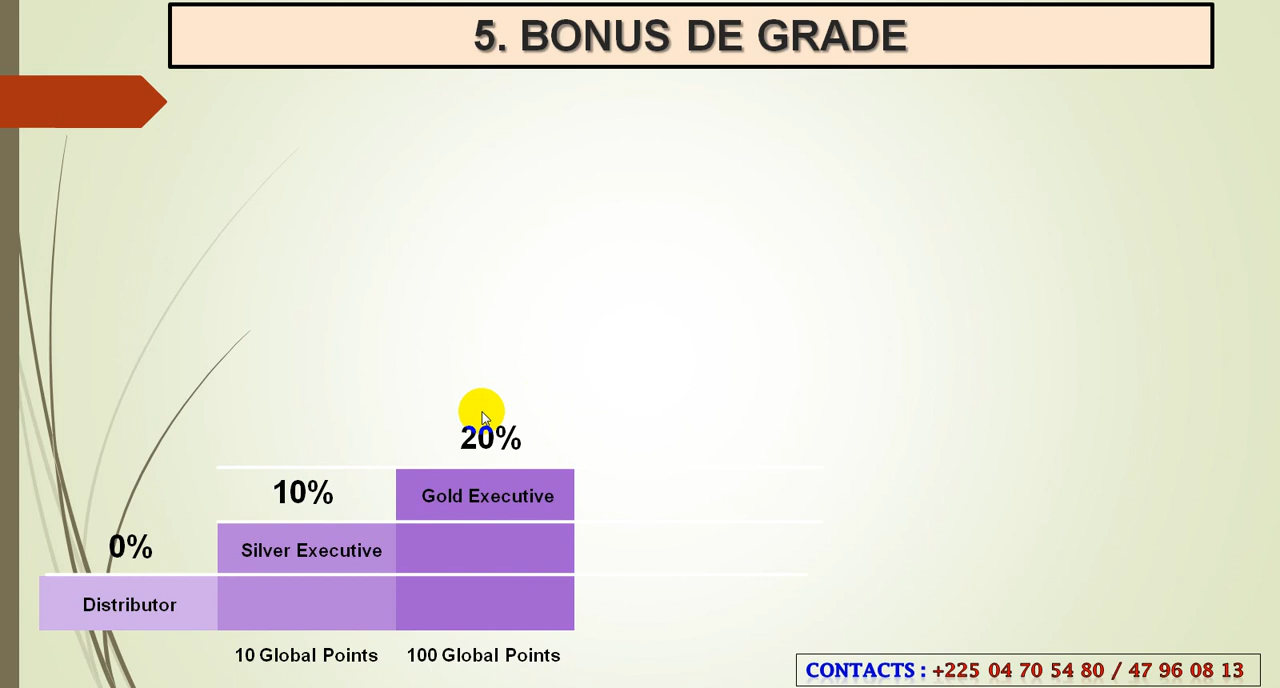 5. BONUS DE GRADE
20%
10%
Gold Executive
0%
Silver Executive
Distributor
10 Global Points
100 Global Points
CONTACTS : +225 04 70 54 80 / 47 96 08 13